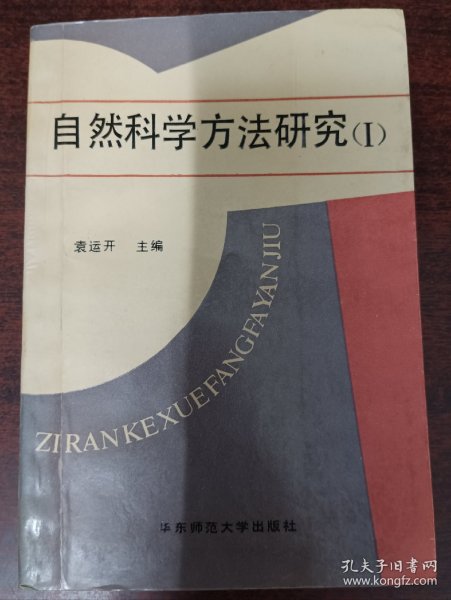 自然科学方法研究(I)
袁运开 主编
ZIRANKEXUEFANGFAYANJIU
华东师范大学出版社
孔夫子旧书网
www.kongfz.com